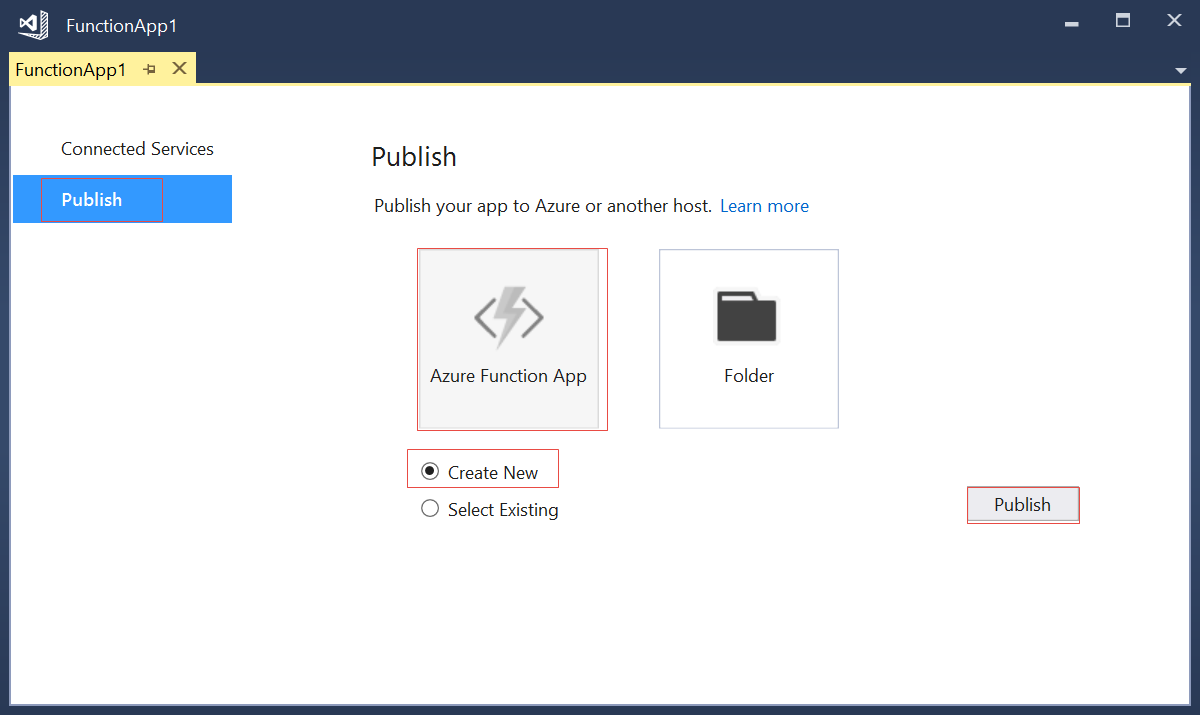 FunctionApp1
FunctionApp1
Connected Services
Publish
Publish
Publish your app to Azure or another host. Learn more
Azure Function App
Folder
Create New
Select Existing
Publish